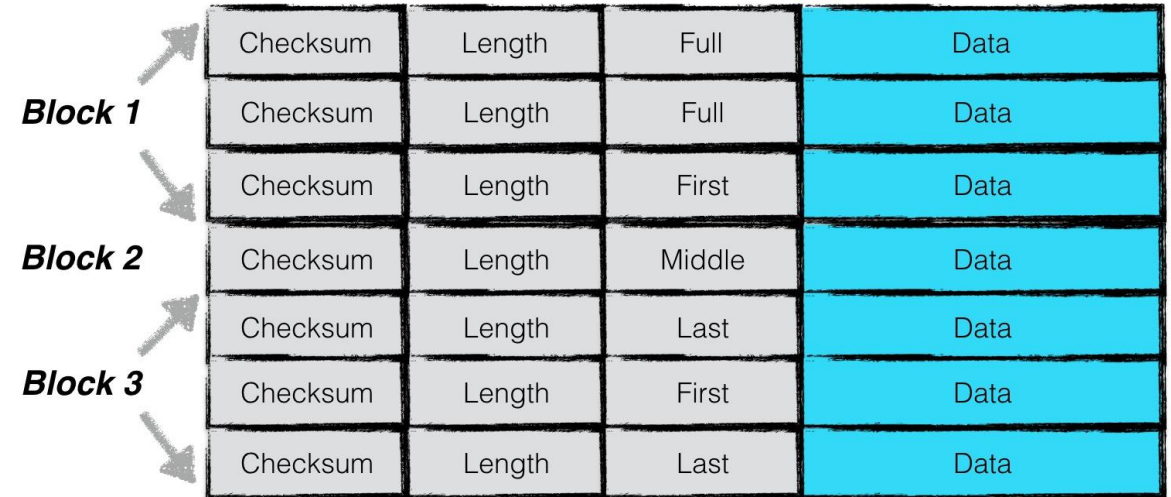 Checksum Length Full Data
Block 1 Checksum Length Full Data
Checksum Length First Data
Block 2 Checksum Length Middle Data
Checksum Length Last Data
Block 3 Checksum Length First Data
Checksum Length Last Data